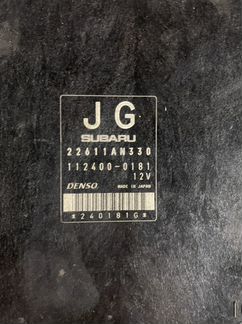 JG
SUBARU
22611AN330
112400-0181
12V
DENSO MADE IN JAPAN
*240181G*